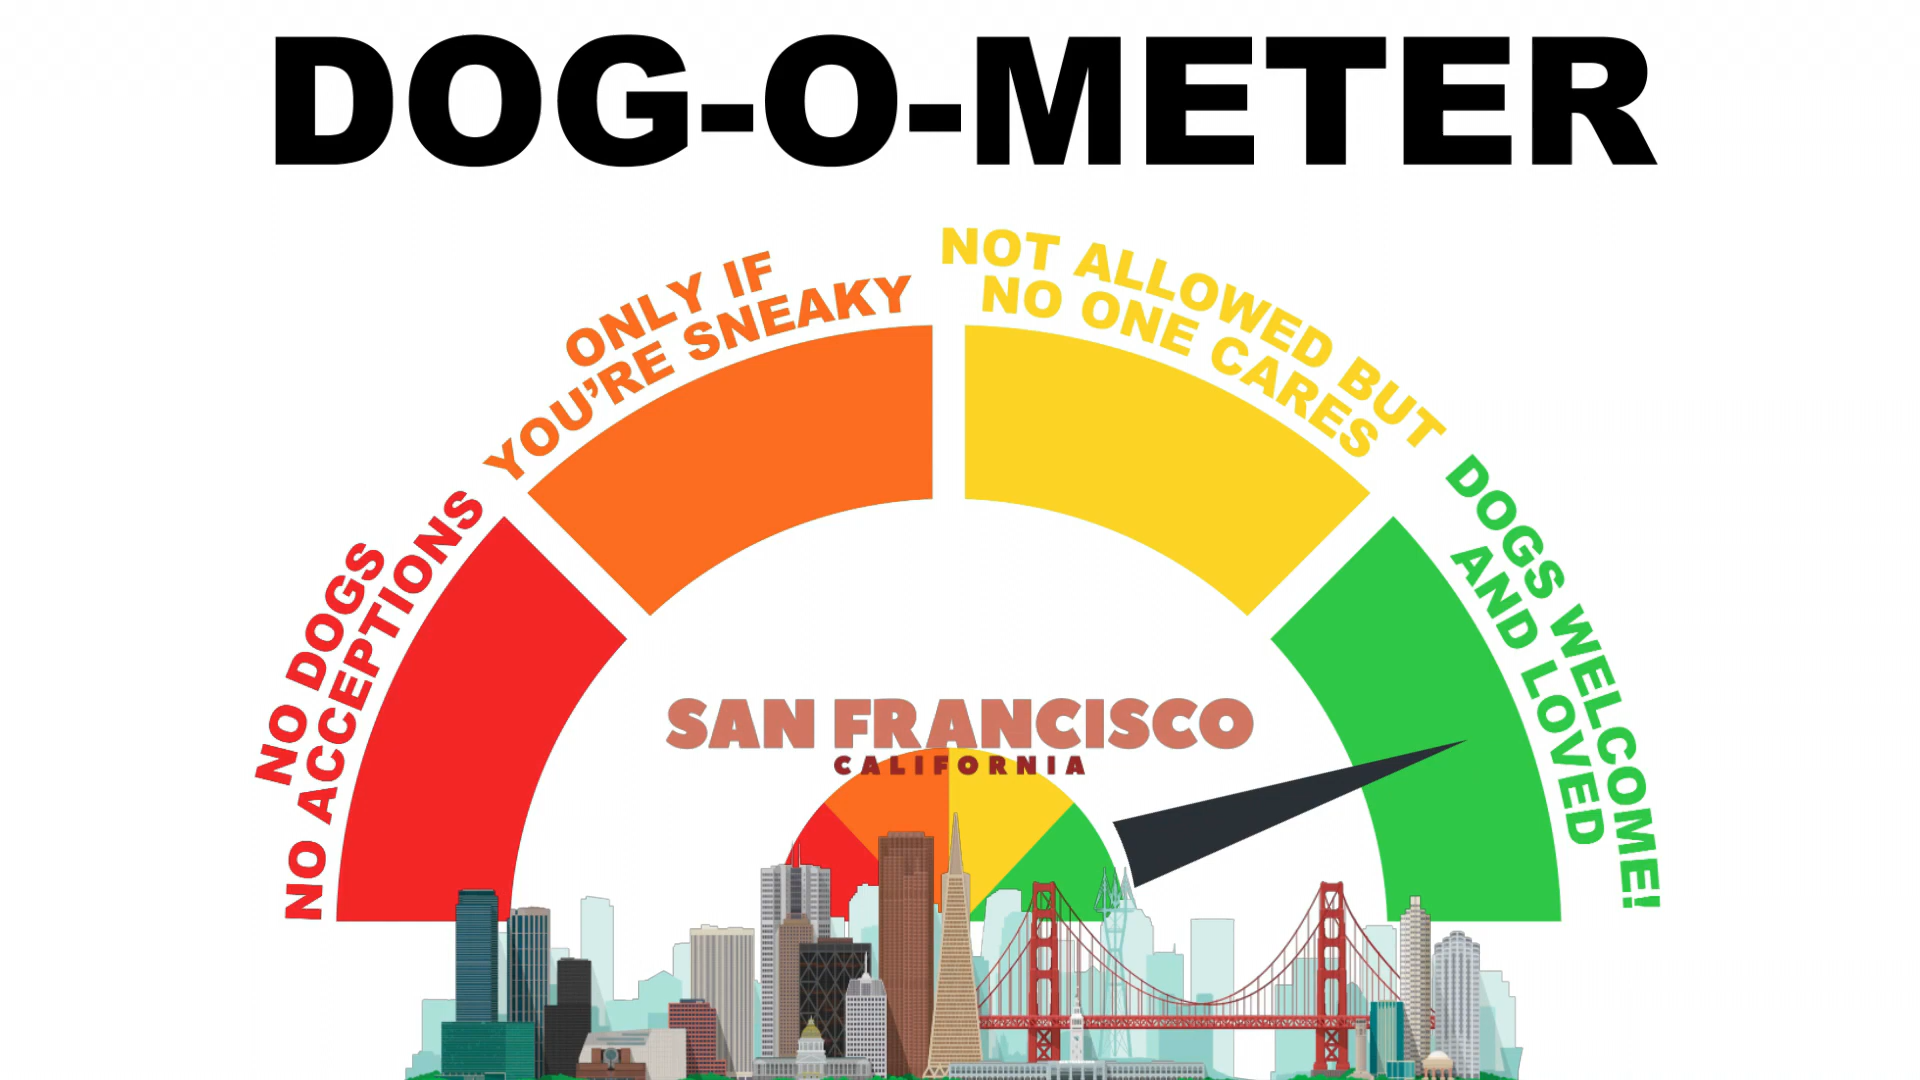 DOG-O-METER
NO DOGS
NO ACCEPTIONS
ONLY IF
YOU'RE SNEAKY
NOT ALLOWED BUT
NO ONE CARES
DOGS WELCOME!
AND LOVED
SAN FRANCISCO
CALIFORNIA